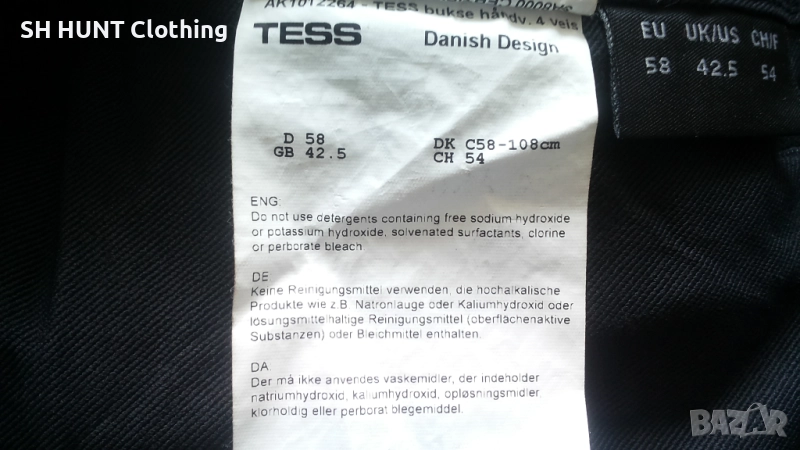 SH HUNT Clothing
AK1012264 - TESS bukse håndv. 4 veis
TESS Danish Design
D 58
GB 42.5
DK C58-108cm
CH 54
ENG:
Do not use detergents containing free sodium hydroxide
or potassium hydroxide, solvenated surfactants, clorine
or perborate bleach.
DE
Keine Reinigungsmittel verwenden, die hochalkalische
Produkte wie z.B. Natronlauge oder Kaliumhydroxid oder
lösungsmittelhaltige Reinigungsmittel (oberflächenaktive
Substanzen) oder Bleichmittel enthalten.
DA
Der må ikke anvendes vaskemidler, der indeholder
natriumhydroxid, kaliumhydroxid, opløsningsmidler,
klorholdig eller perborat blegemiddel.
EU UK/US CH/F
58 42.5 54
BAZAR